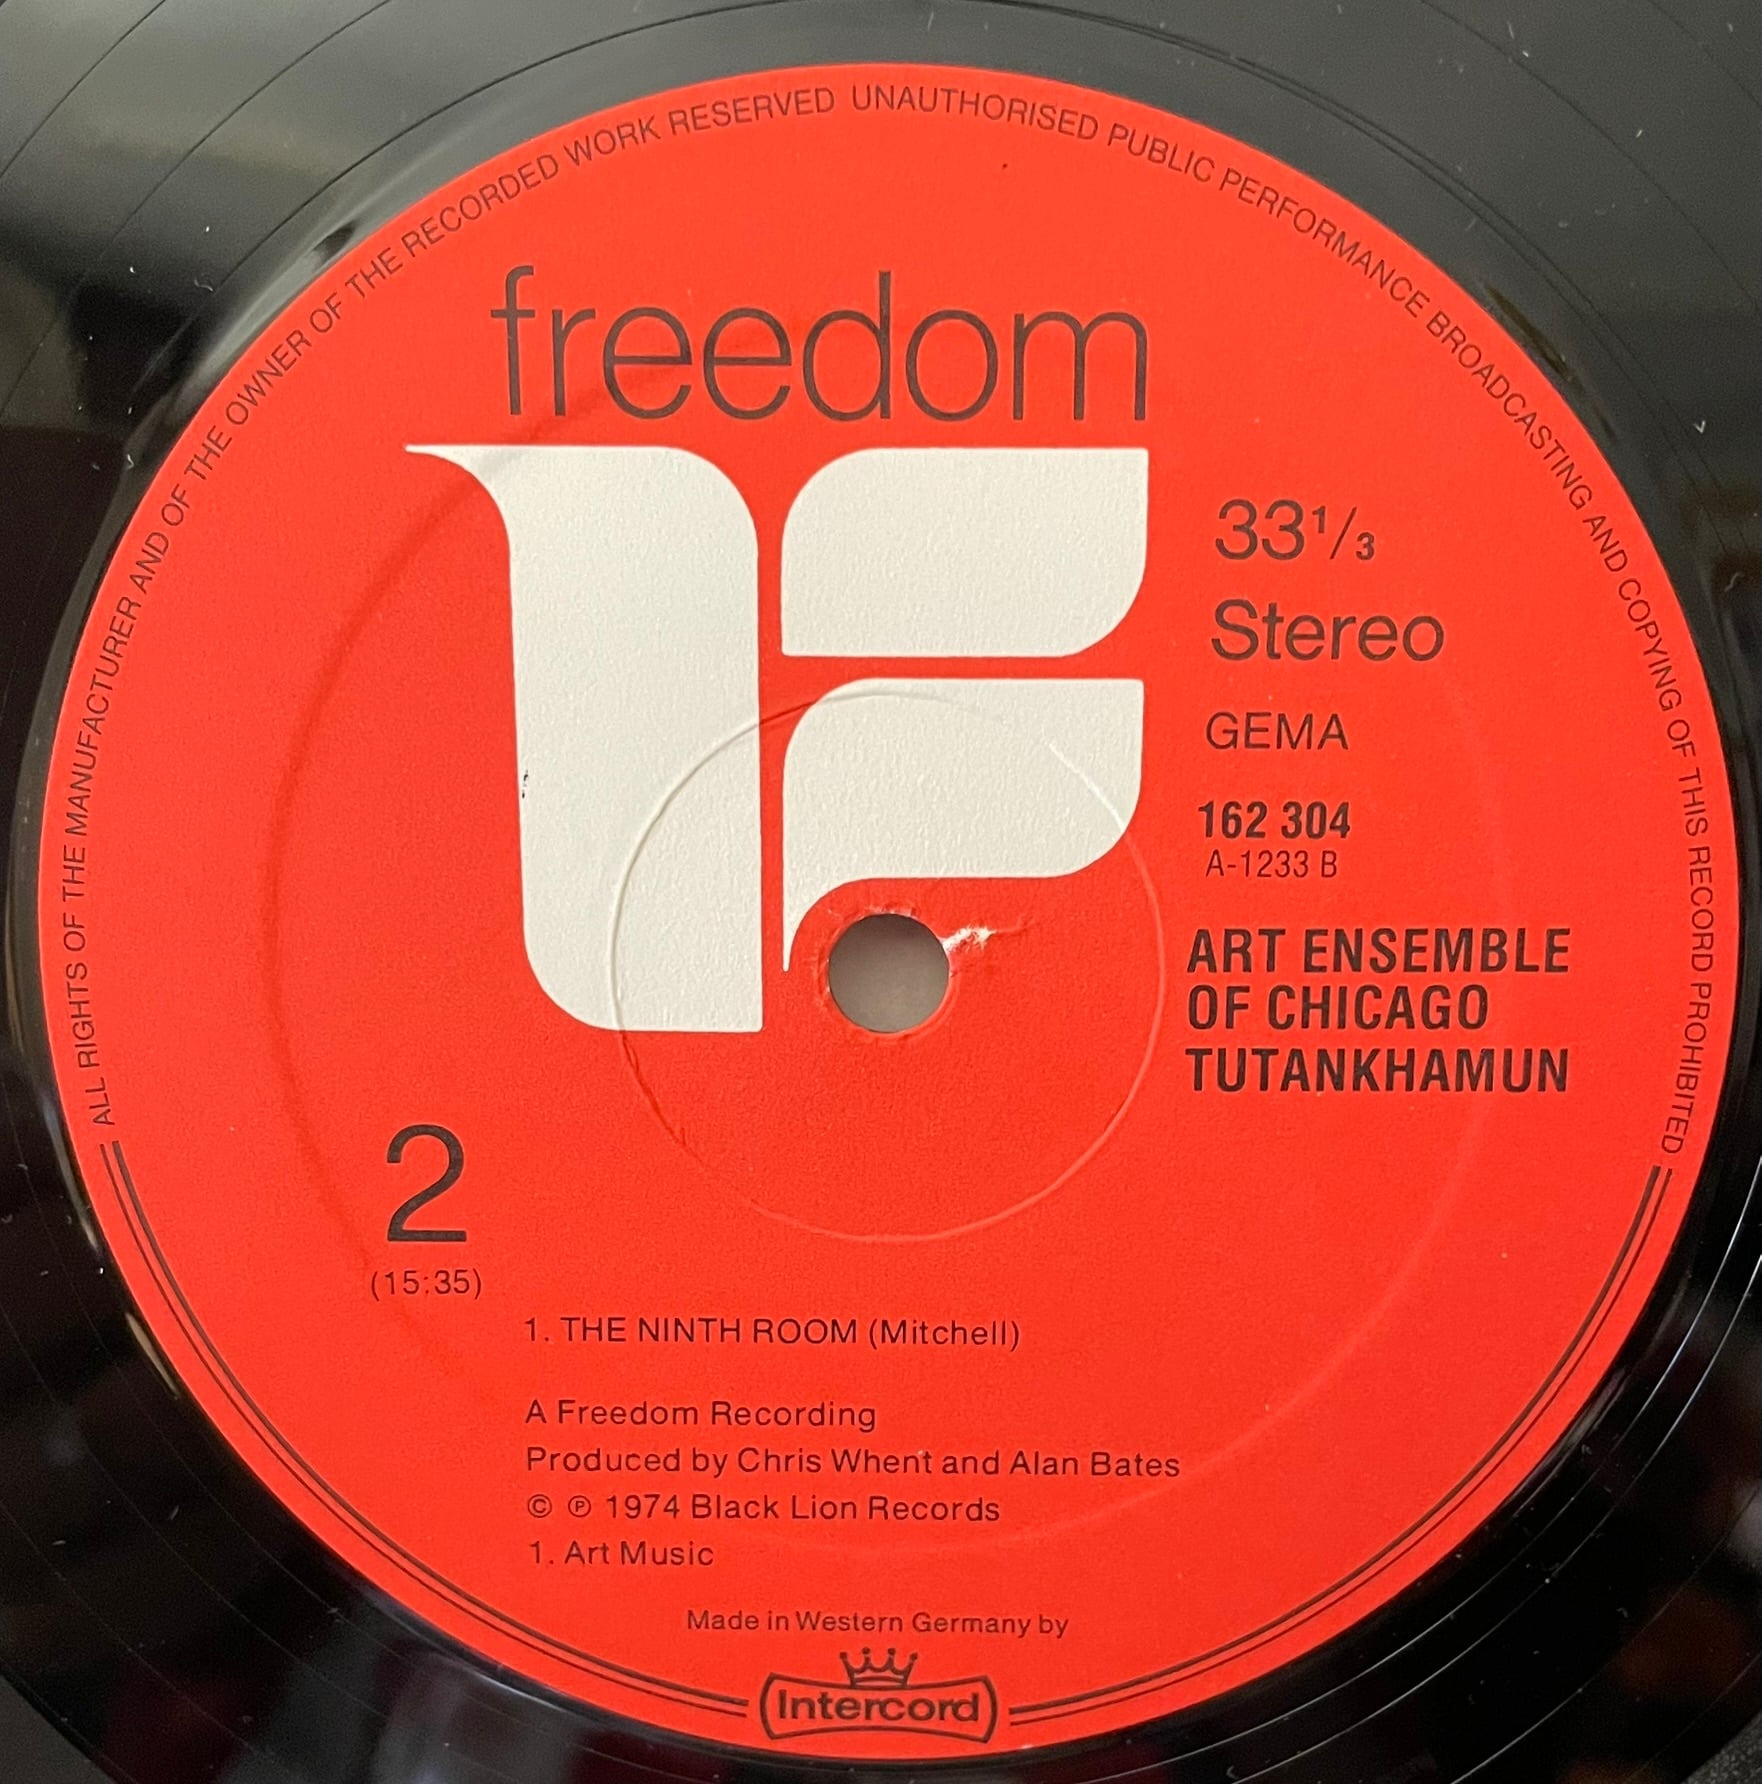 ALL RIGHTS OF THE MANUFACTURER AND OF THE OWNER OF THE RECORDED WORK RESERVED UNAUTHORISED PUBLIC PERFORMANCE BROADCASTING AND COPYING OF THIS RECORD PROHIBITED
freedom
33 1/3
Stereo
GEMA
162 304
A-1233 B
ART ENSEMBLE
OF CHICAGO
TUTANKHAMUN
2
(15:35)
1. THE NINTH ROOM (Mitchell)
A Freedom Recording
Produced by Chris Whent and Alan Bates
© ℗ 1974 Black Lion Records
1. Art Music
Made in Western Germany by
Intercord